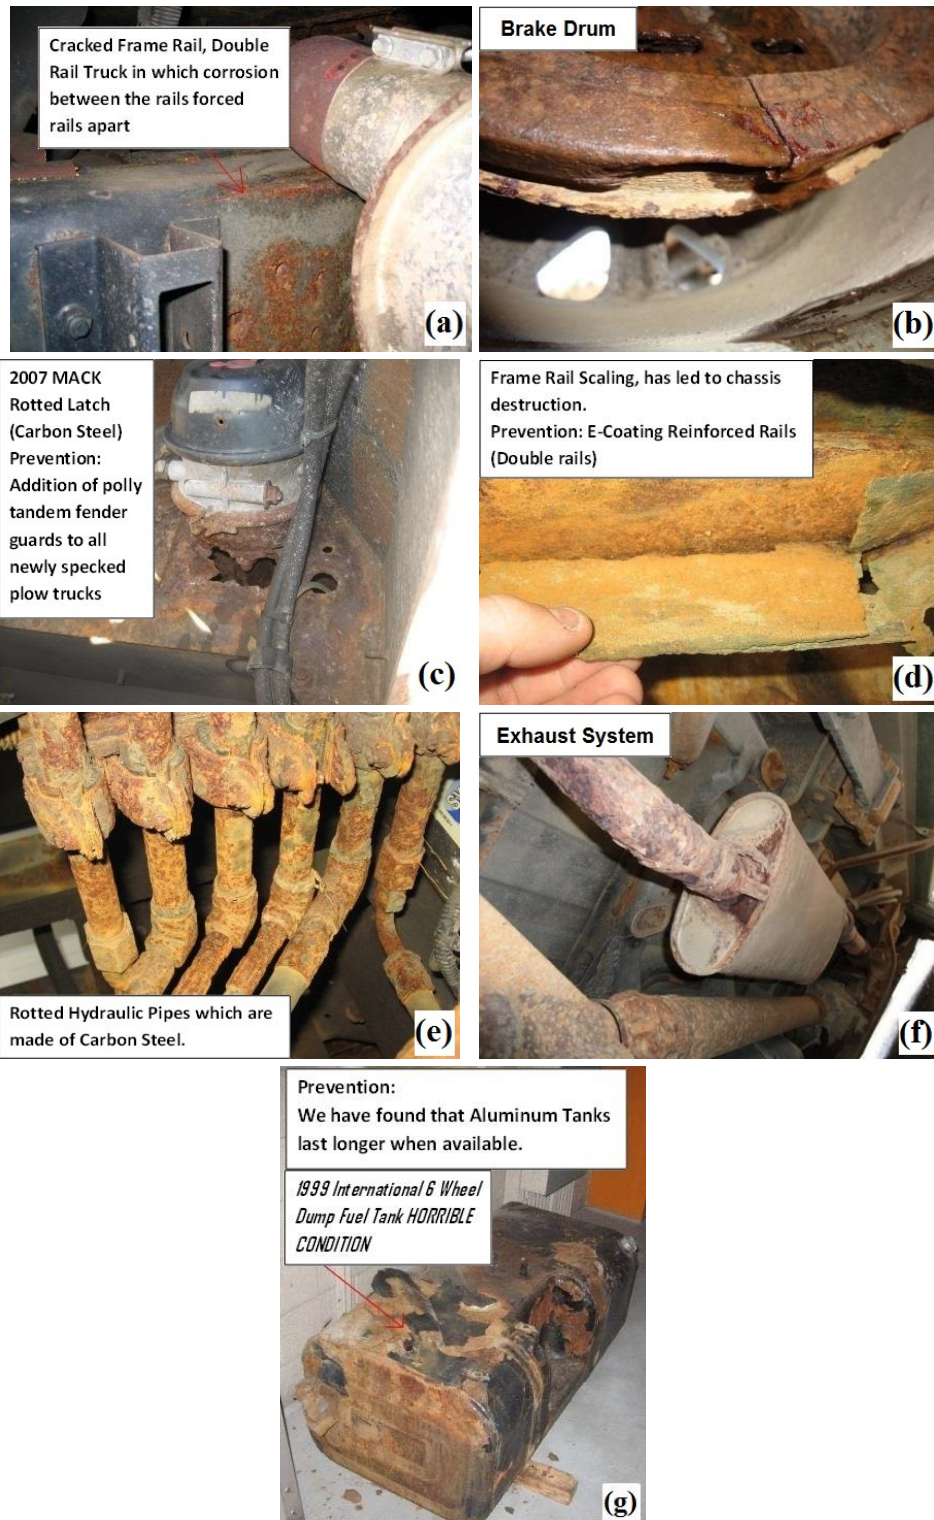 Cracked Frame Rail, Double
Rail Truck in which corrosion
between the rails forced
rails apart
(a)
Brake Drum
(b)
2007 MACK
Rotted Latch
(Carbon Steel)
Prevention:
Addition of polly
tandem fender
guards to all
newly specked
plow trucks
(c)
Frame Rail Scaling, has led to chassis
destruction.
Prevention: E-Coating Reinforced Rails
(Double rails)
(d)
Rotted Hydraulic Pipes which are
made of Carbon Steel.
(e)
Exhaust System
(f)
Prevention:
We have found that Aluminum Tanks
last longer when available.
1999 International 6 Wheel
Dump Fuel Tank HORRIBLE
CONDITION
(g)